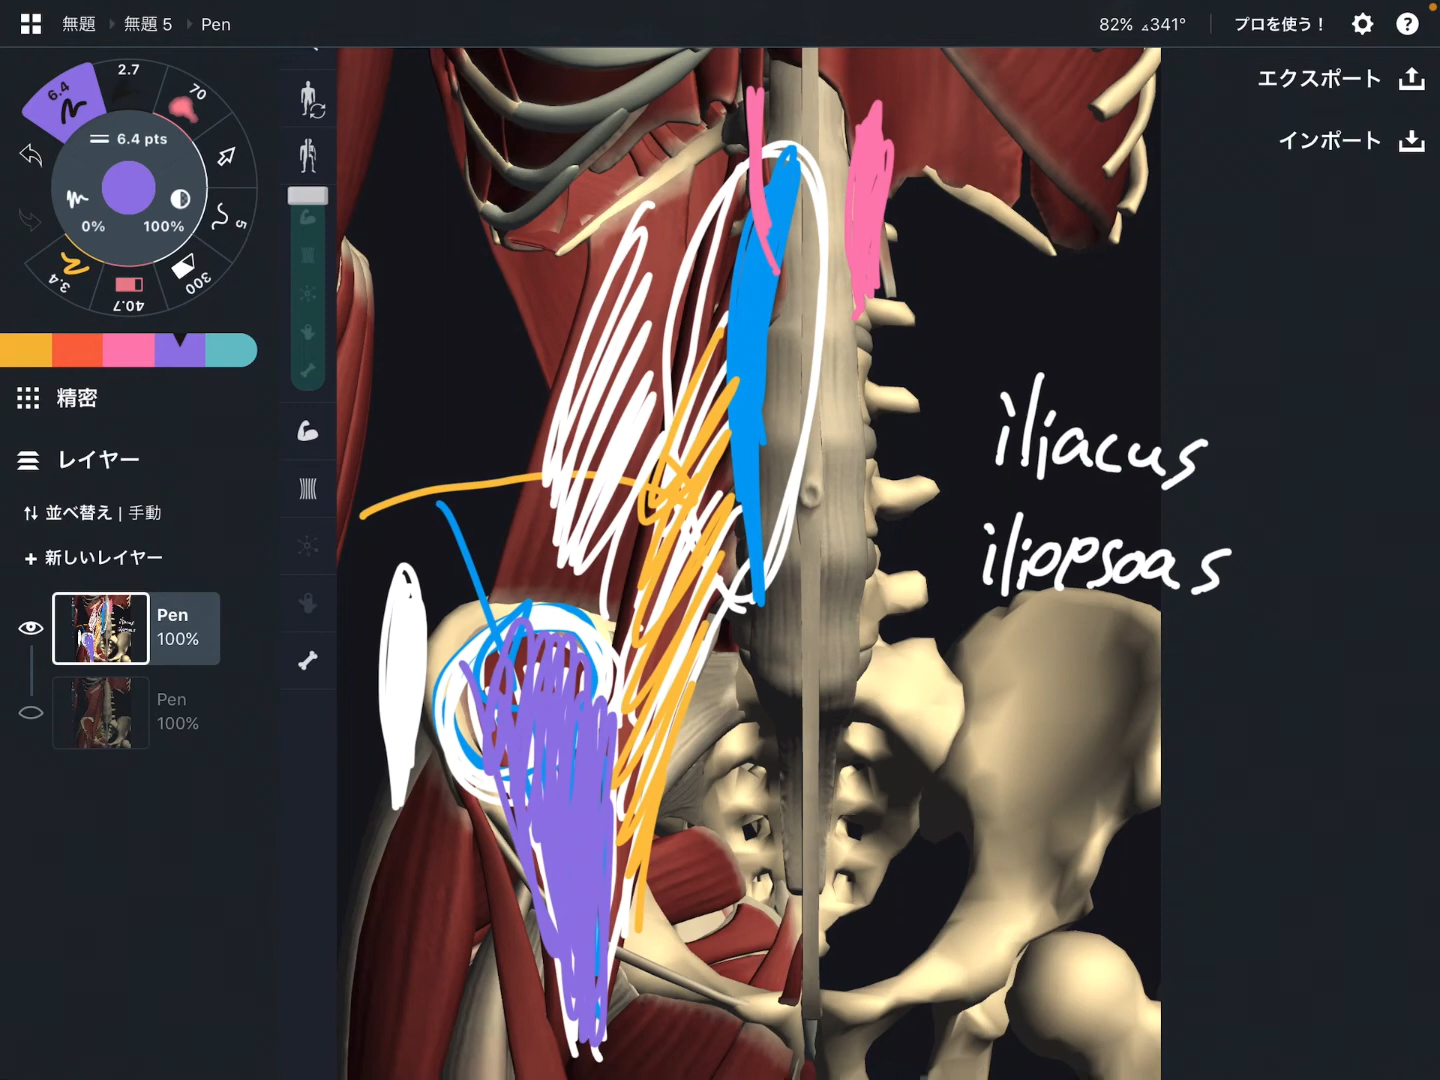 無題 無題 5 Pen
82% ⦟341° プロを使う！
エクスポート
インポート
2.7
6.4
70
6.4 pts
0% 100%
5
3.4
40.7
300
精密
レイヤー
並べ替え | 手動
+ 新しいレイヤー
Pen
100%
Pen
100%
iliacus
iliopsoas